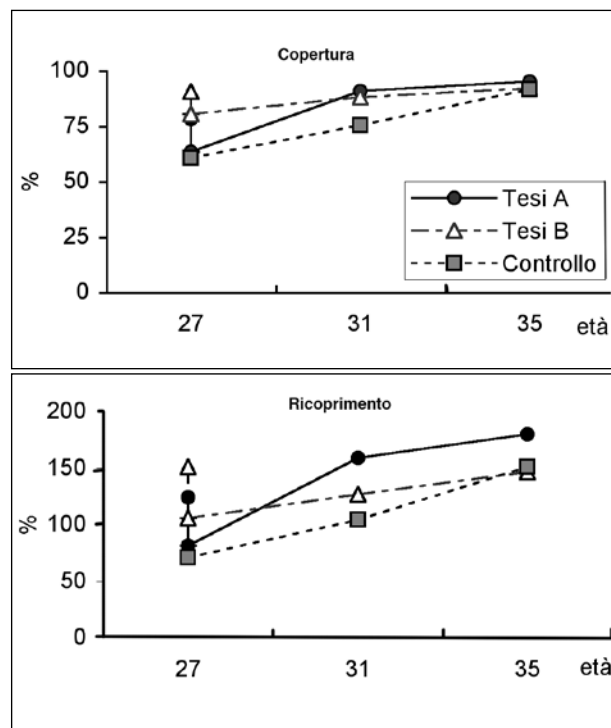 Copertura
100
75
50
25
0
%
Tesi A
Tesi B
Controllo
27 31 35 età
Ricoprimento
200
150
100
50
0
%
27 31 35 età